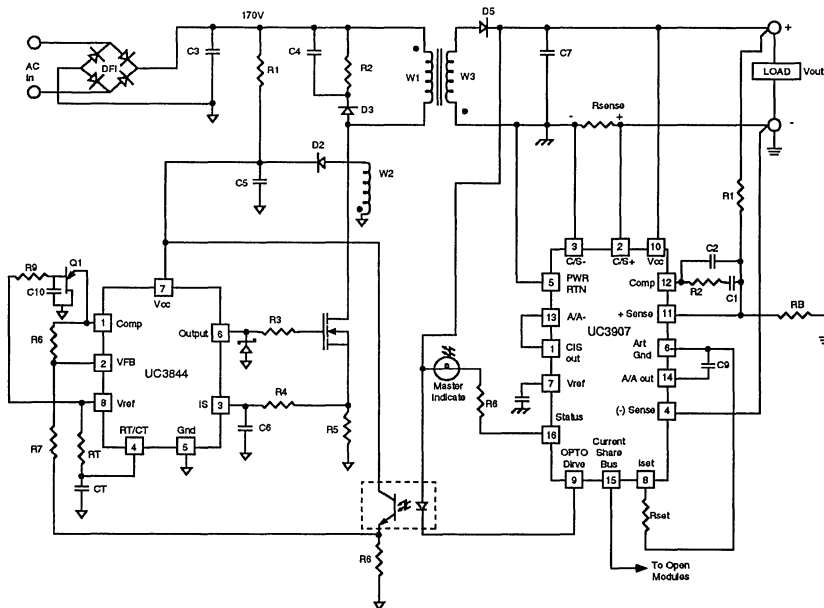 170V
D5
AC
In
DFI
C3
C4
R1
R2
W1
W3
C7
+
LOAD
Vout
D3
-
Rsense
+
-
D2
W2
C5
R1
3
2
10
C/S-
C/S+
Vcc
C2
R9
Q1
C10
7
Vcc
5
PWR
RTN
Comp
12
R2
C1
R6
1
Comp
Output
6
R3
13
A/A-
+ Sense
11
RB
UC3907
2
VFB
UC3844
1
CIS
out
Art
Gnd
6
C9
Master
Indicate
7
Vref
A/A out
14
8
Vref
IS
3
R4
R6
Status
(-) Sense
4
R7
RT
RT/CT
4
Gnd
5
C6
R5
16
OPTO
Dirve
Current
Share
Bus
Iset
9
15
8
CT
Rset
R6
To Open
Modules